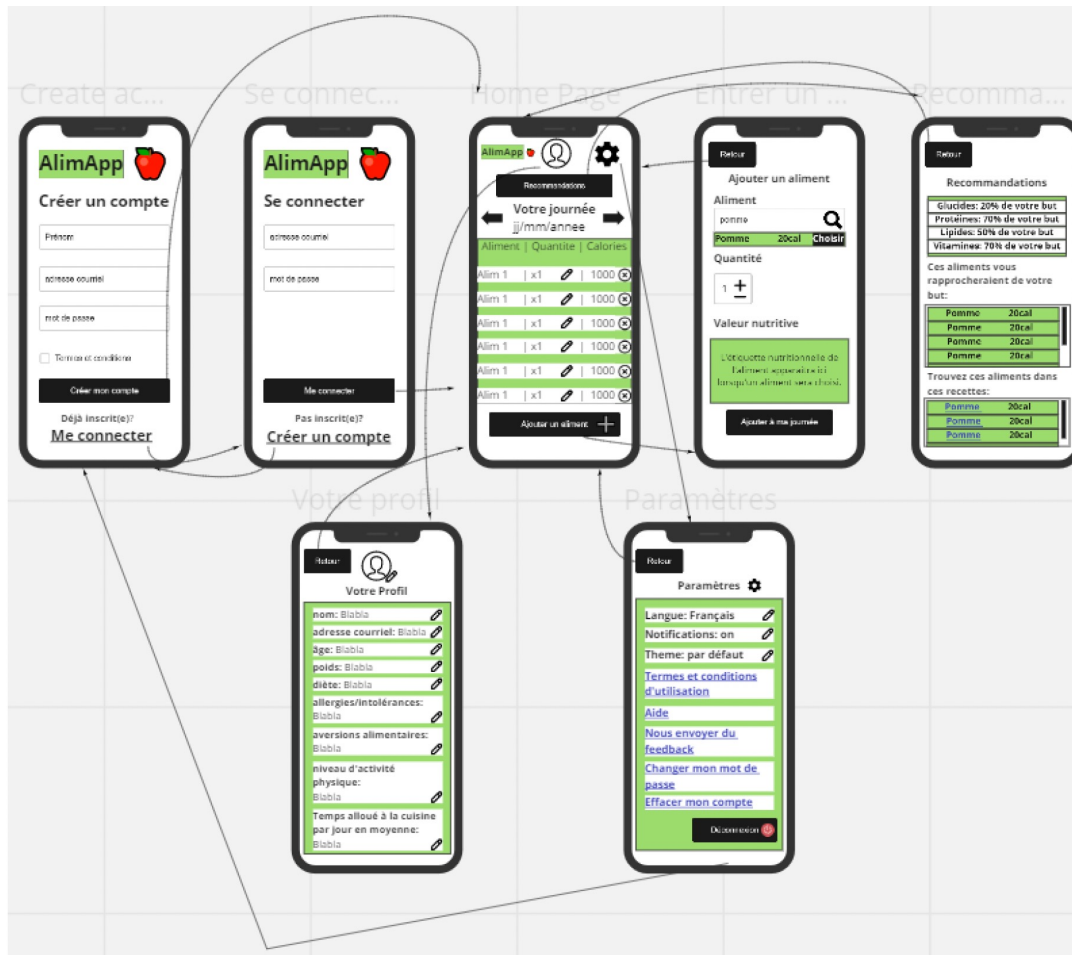 Create ac...
Se connec...
Home Page
Entrer un ...
Recomma...
AlimApp
Créer un compte
Prénom
adresse courriel
mot de passe
Termes et conditions
Créer mon compte
Déjà inscrit(e)?
Me connecter
AlimApp
Se connecter
adresse courriel
mot de passe
Me connecter
Pas inscrit(e)?
Créer un compte
AlimApp
Recommandations
Votre journée
jj/mm/annee
Aliment | Quantite | Calories
Alim 1 | x1 | 1000
Alim 1 | x1 | 1000
Alim 1 | x1 | 1000
Alim 1 | x1 | 1000
Alim 1 | x1 | 1000
Alim 1 | x1 | 1000
Ajouter un aliment
Retour
Ajouter un aliment
Aliment
pomme
Pomme 20cal Choisir
Quantité
1
Valeur nutritive
L'étiquette nutritionnelle de
l'aliment apparaitra ici
lorsqu'un aliment sera choisi.
Ajouter à ma journée
Retour
Recommandations
Glucides: 20% de votre but
Protéines: 70% de votre but
Lipides: 50% de votre but
Vitamines: 70% de votre but
Ces aliments vous
rapprocheraient de votre
but:
Pomme 20cal
Pomme 20cal
Pomme 20cal
Pomme 20cal
Trouvez ces aliments dans
ces recettes:
Pomme 20cal
Pomme 20cal
Pomme 20cal
Votre profil
Retour
Votre Profil
nom: Blabla
adresse courriel: Blabla
âge: Blabla
poids: Blabla
diète: Blabla
allergies/intolérances:
Blabla
aversions alimentaires:
Blabla
niveau d'activité
physique:
Blabla
Temps alloué à la cuisine
par jour en moyenne:
Blabla
Paramètres
Retour
Paramètres
Langue: Français
Notifications: on
Theme: par défaut
Termes et conditions
d'utilisation
Aide
Nous envoyer du
feedback
Changer mon mot de
passe
Effacer mon compte
Déconnexion